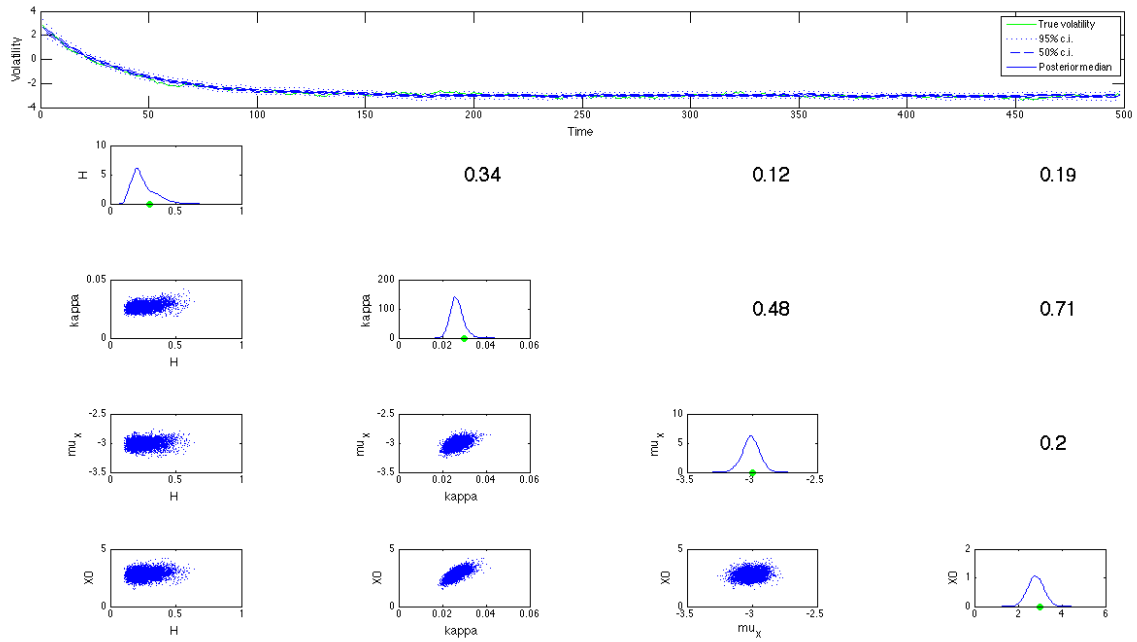 Volatility
4
2
0
-2
-4
0 50 100 150 200 250 300 350 400 450 500
Time
True volatility
95% c.i.
50% c.i.
Posterior median
H
10
5
0
0 0.5 1
0.34
0.12
0.19
kappa
0.05
0
0 0.5 1
H
kappa
200
100
0
0 0.02 0.04 0.06
0.48
0.71
mu_x
-2.5
-3
-3.5
0 0.5 1
H
mu_x
-2.5
-3
-3.5
0 0.02 0.04 0.06
kappa
mu_x
10
5
0
-3.5 -3 -2.5
0.2
X0
5
0
0 0.5 1
H
X0
5
0
0 0.02 0.04 0.06
kappa
X0
5
0
-3.5 -3 -2.5
mu_x
X0
2
1
0
0 2 4 6